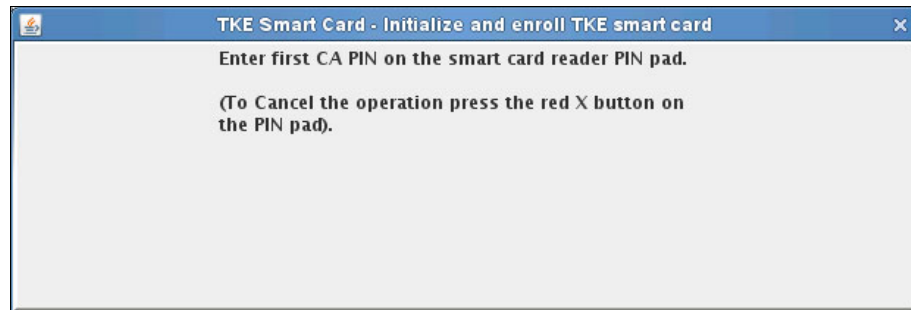 TKE Smart Card - Initialize and enroll TKE smart card
Enter first CA PIN on the smart card reader PIN pad.
(To Cancel the operation press the red X button on
the PIN pad).